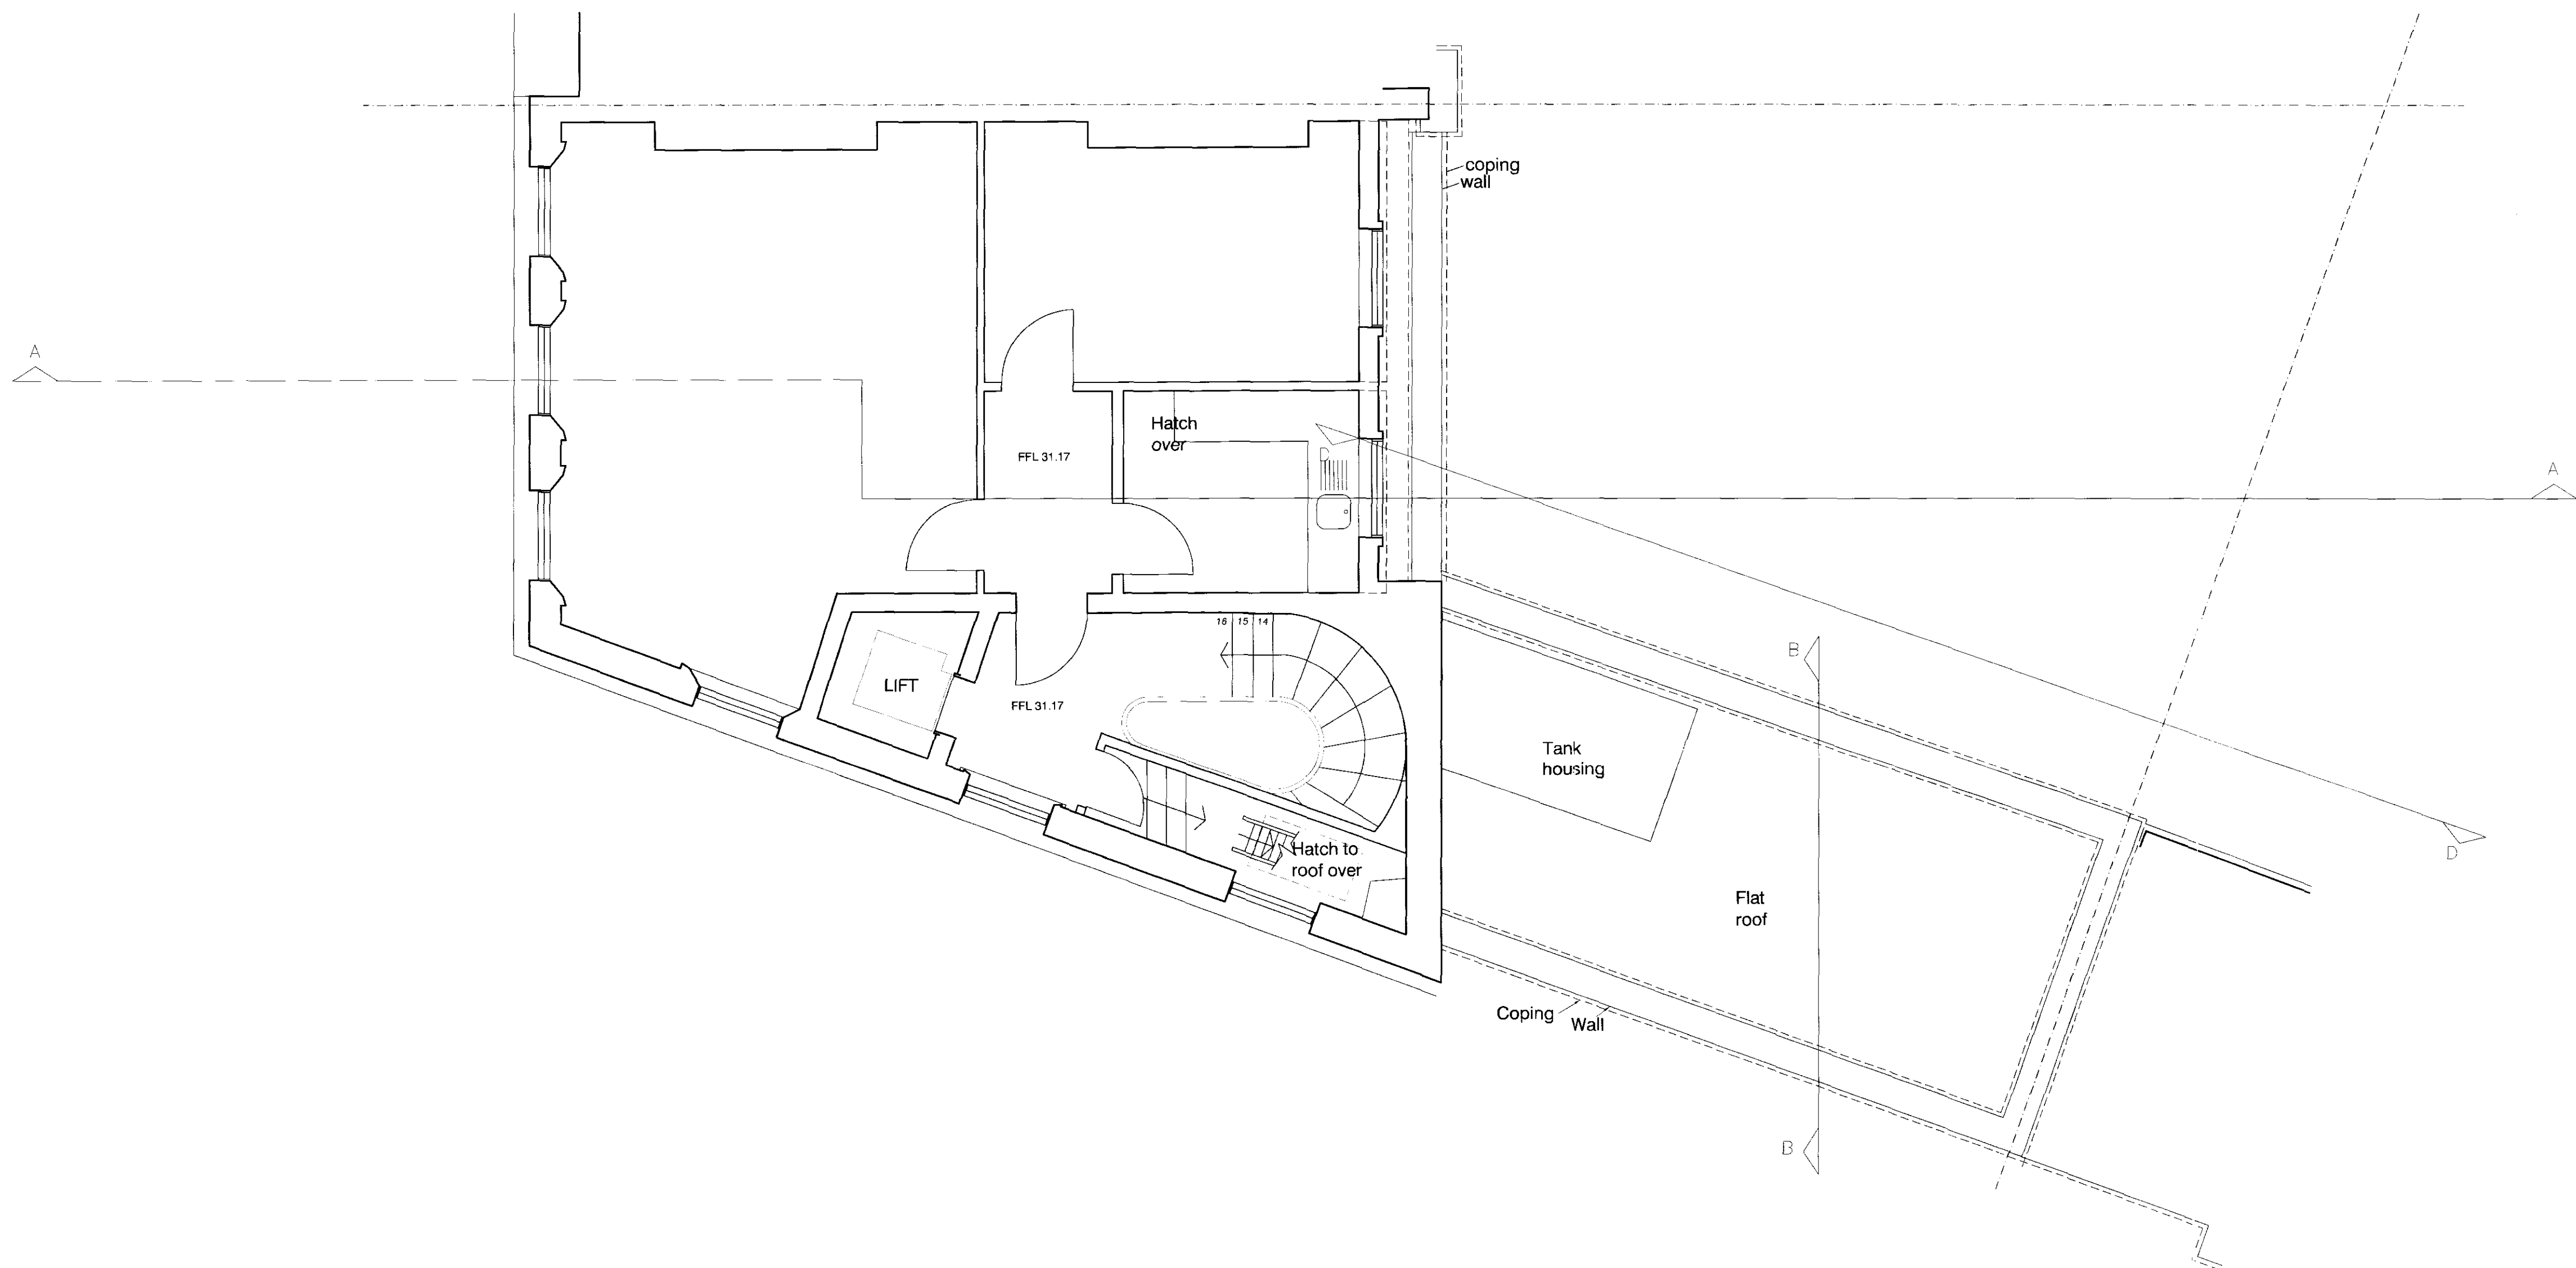 coping
wall
A
Hatch
over
FFL 31.17
D
A
16 15 14
B
LIFT
FFL 31.17
Tank
housing
Hatch to
roof over
D
Flat
roof
Coping
Wall
B